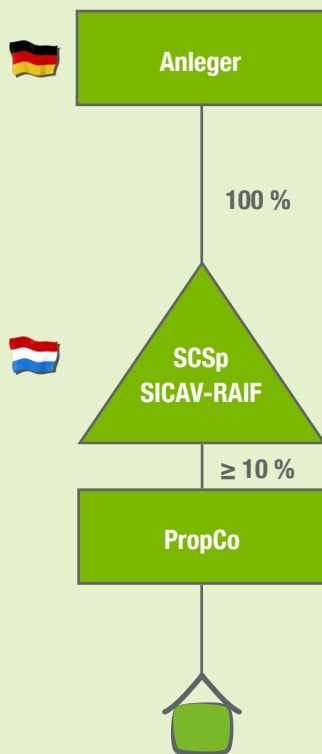 Anleger
100 %
SCSp
SICAV-RAIF
≥ 10 %
PropCo